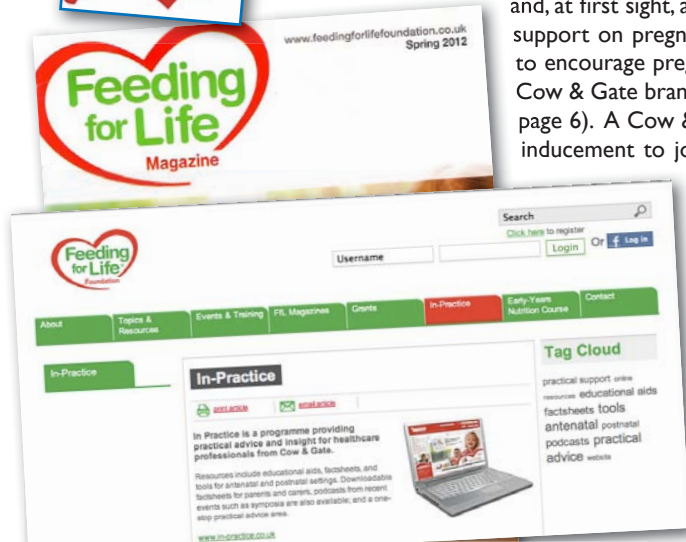 and, at first sight, a
support on pregn
to encourage preg
Cow & Gate bran
page 6). A Cow &
inducement to jo
www.feedingforlifefoundation.co.uk
Spring 2012
Feeding
for Life
Magazine
Feeding
for Life
Foundation
Search
Click here to register
Username
Login Or f Log in
About
Topics &
Resources
Events & Training
FfL Magazines
Grants
In-Practice
Early-Years
Nutrition Course
Contact
In-Practice
In-Practice
print article
email article
In Practice is a programme providing
practical advice and insight for healthcare
professionals from Cow & Gate.
Resources include educational aids, factsheets, and
tools for antenatal and postnatal settings. Downloadable
factsheets for parents and carers, podcasts from recent
events such as symposia are also available; and a one-
stop practical advice area.
www.in-practice.co.uk
Tag Cloud
practical support online
resources educational aids
factsheets tools
antenatal postnatal
podcasts practical
advice website